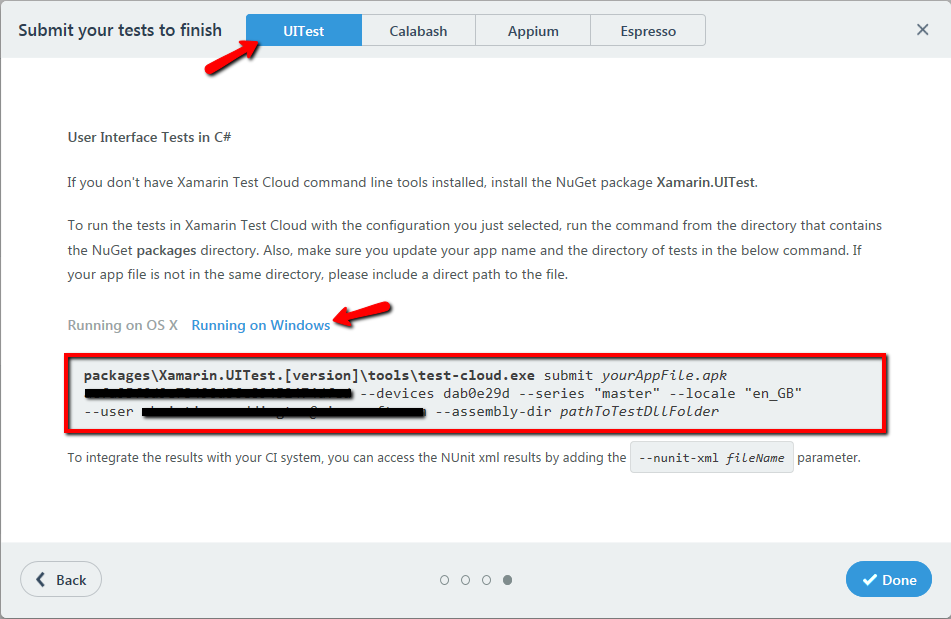 Submit your tests to finish
UITest
Calabash
Appium
Espresso
User Interface Tests in C#
If you don't have Xamarin Test Cloud command line tools installed, install the NuGet package Xamarin.UITest.
To run the tests in Xamarin Test Cloud with the configuration you just selected, run the command from the directory that contains
the NuGet packages directory. Also, make sure you update your app name and the directory of tests in the below command. If
your app file is not in the same directory, please include a direct path to the file.
Running on OS X Running on Windows
packages\Xamarin.UITest.[version]\tools\test-cloud.exe submit yourAppFile.apk
--devices dab0e29d --series "master" --locale "en_GB"
--user --assembly-dir pathToTestDllFolder
To integrate the results with your CI system, you can access the NUnit xml results by adding the --nunit-xml fileName parameter.
Back
Done